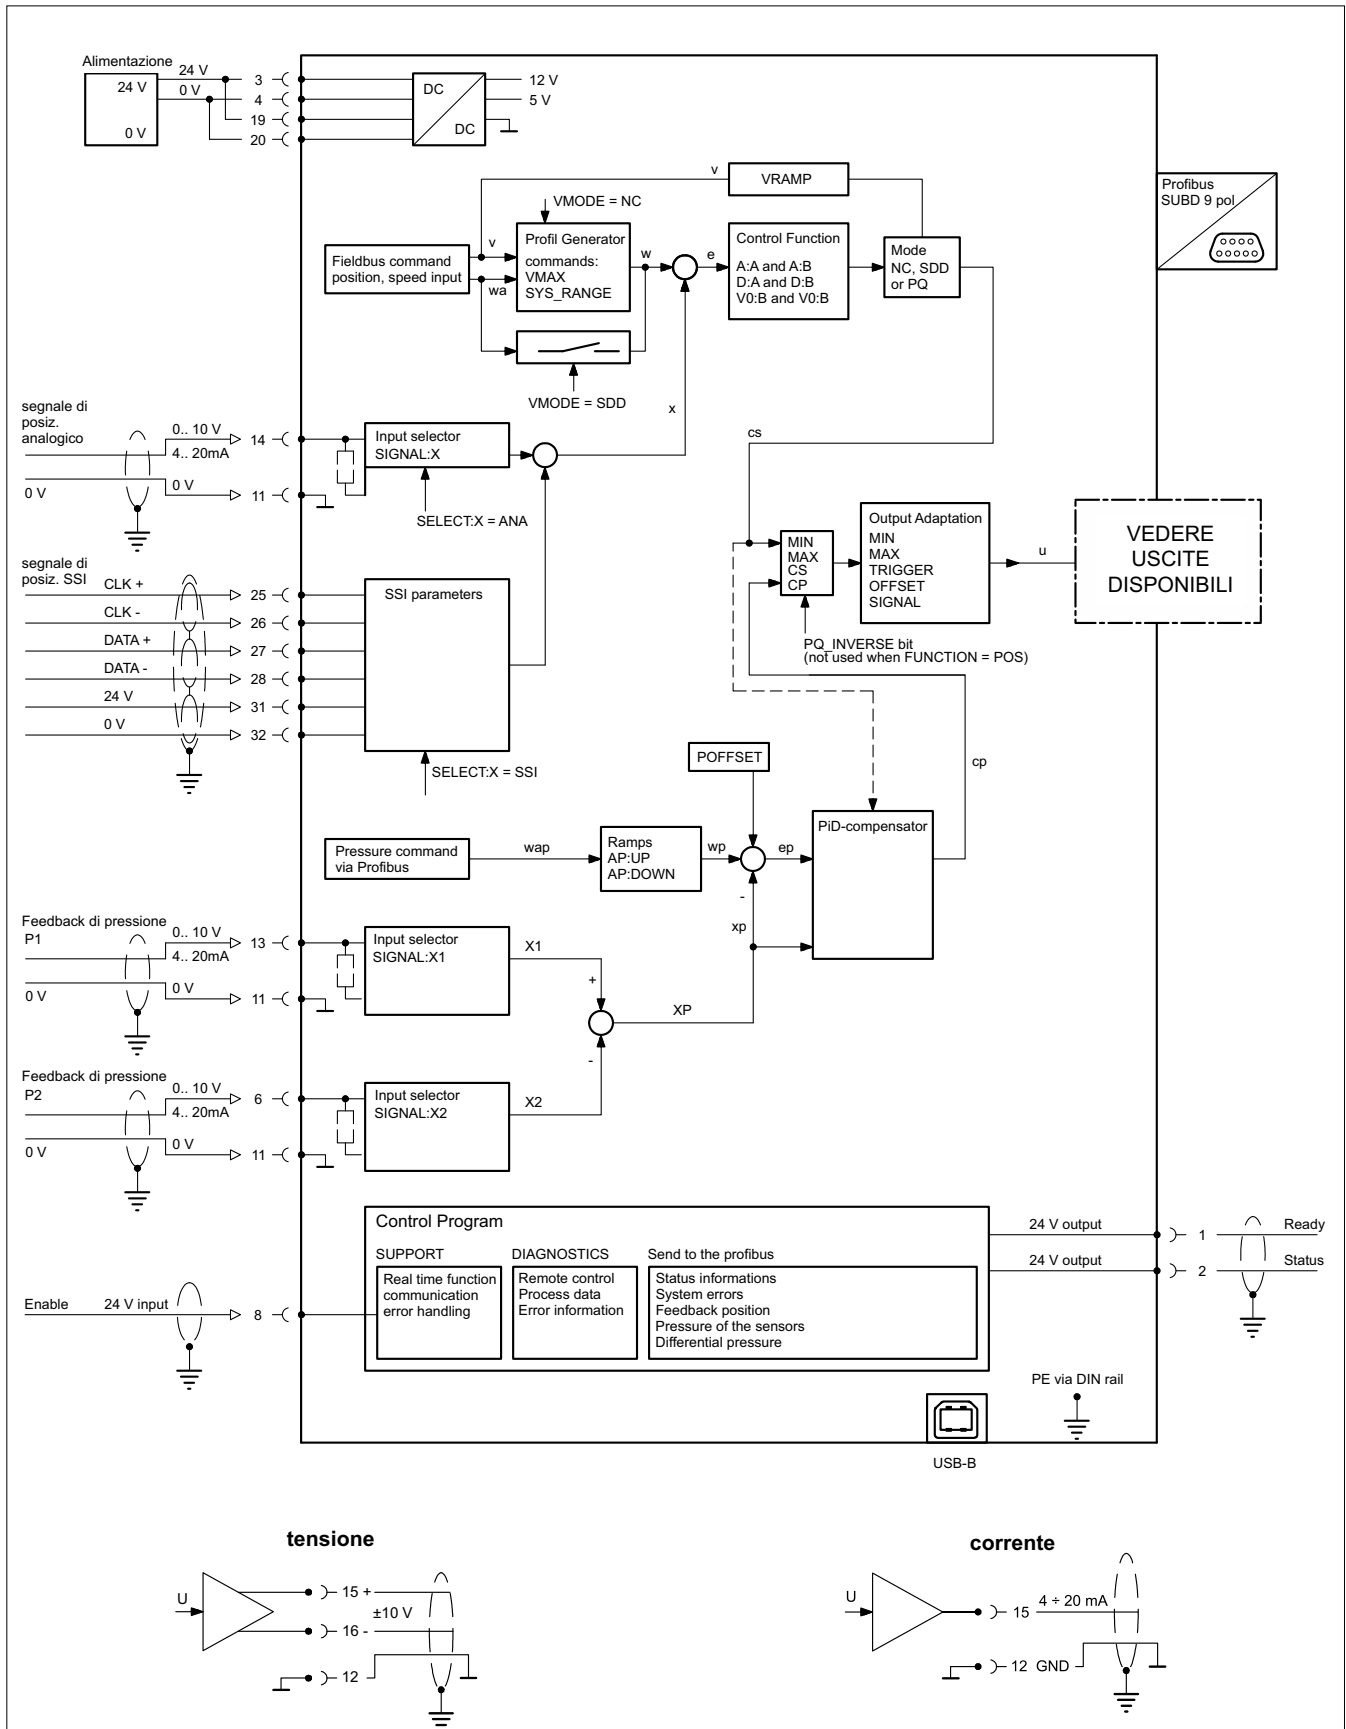 Alimentazione
24 V
0 V
24 V
0 V
3
4
19
20
DC
DC
12 V
5 V
v
VRAMP
Profibus
SUBD 9 pol
VMODE = NC
Fieldbus command
position, speed input
v
wa
Profil Generator
commands:
VMAX
SYS_RANGE
w
e
Control Function
A:A and A:B
D:A and D:B
V0:B and V0:B
Mode
NC, SDD
or PQ
VMODE = SDD
x
segnale di
posiz.
analogico
0.. 10 V
4.. 20mA
14
0 V
0 V
11
Input selector
SIGNAL:X
SELECT:X = ANA
cs
MIN
MAX
CS
CP
Output Adaptation
MIN
MAX
TRIGGER
OFFSET
SIGNAL
u
VEDERE
USCITE
DISPONIBILI
PQ_INVERSE bit
(not used when FUNCTION = POS)
segnale di
posiz. SSI
CLK +
25
CLK -
26
DATA +
27
DATA -
28
24 V
31
0 V
32
SSI parameters
SELECT:X = SSI
POFFSET
cp
Pressure command
via Profibus
wap
Ramps
AP:UP
AP:DOWN
wp
ep
-
xp
PiD-compensator
Feedback di pressione
P1
0.. 10 V
4.. 20mA
13
0 V
0 V
11
Input selector
SIGNAL:X1
X1
+
XP
-
Feedback di pressione
P2
0.. 10 V
4.. 20mA
6
0 V
0 V
11
Input selector
SIGNAL:X2
X2
Control Program
SUPPORT
Real time function
communication
error handling
DIAGNOSTICS
Remote control
Process data
Error information
Send to the profibus
Status informations
System errors
Feedback position
Pressure of the sensors
Differential pressure
24 V output
1
Ready
24 V output
2
Status
Enable
24 V input
8
PE via DIN rail
USB-B
tensione
U
15 +
±10 V
16 -
12
corrente
U
15
4 ÷ 20 mA
12 GND